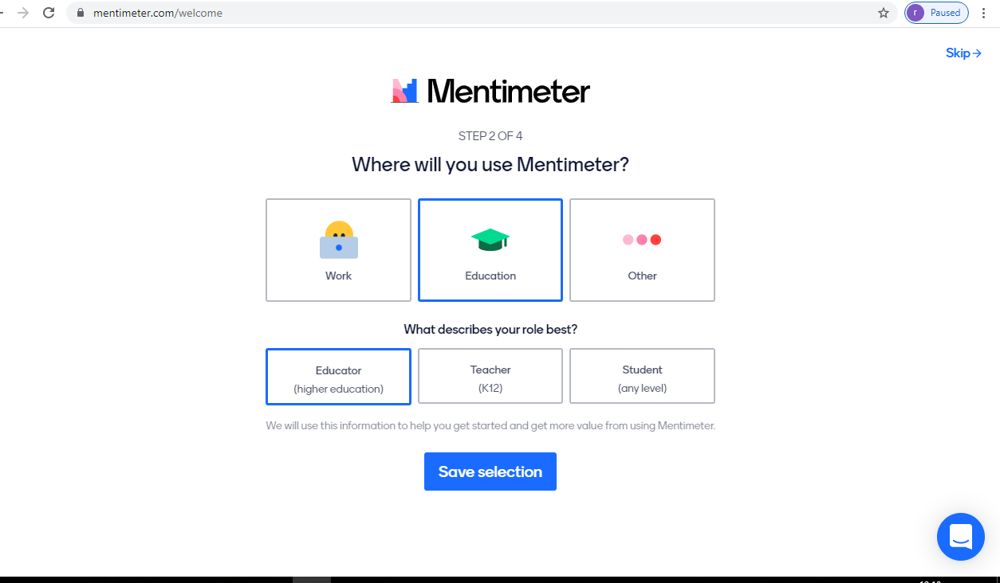 mentimeter.com/welcome
r
Paused
Skip→
Mentimeter
STEP 2 OF 4
Where will you use Mentimeter?
Work
Education
Other
What describes your role best?
Educator
(higher education)
Teacher
(K12)
Student
(any level)
We will use this information to help you get started and get more value from using Mentimeter.
Save selection